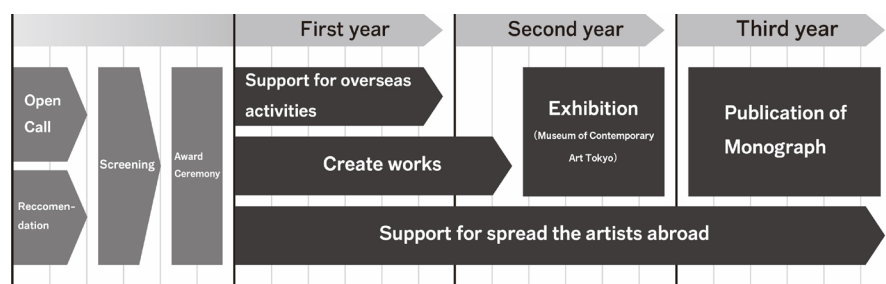 First year
Second year
Third year
Open
Call
Reccomen-
dation
Screening
Award
Ceremony
Support for overseas
activities
Create works
Exhibition
(Museum of Contemporary
Art Tokyo)
Publication of
Monograph
Support for spread the artists abroad